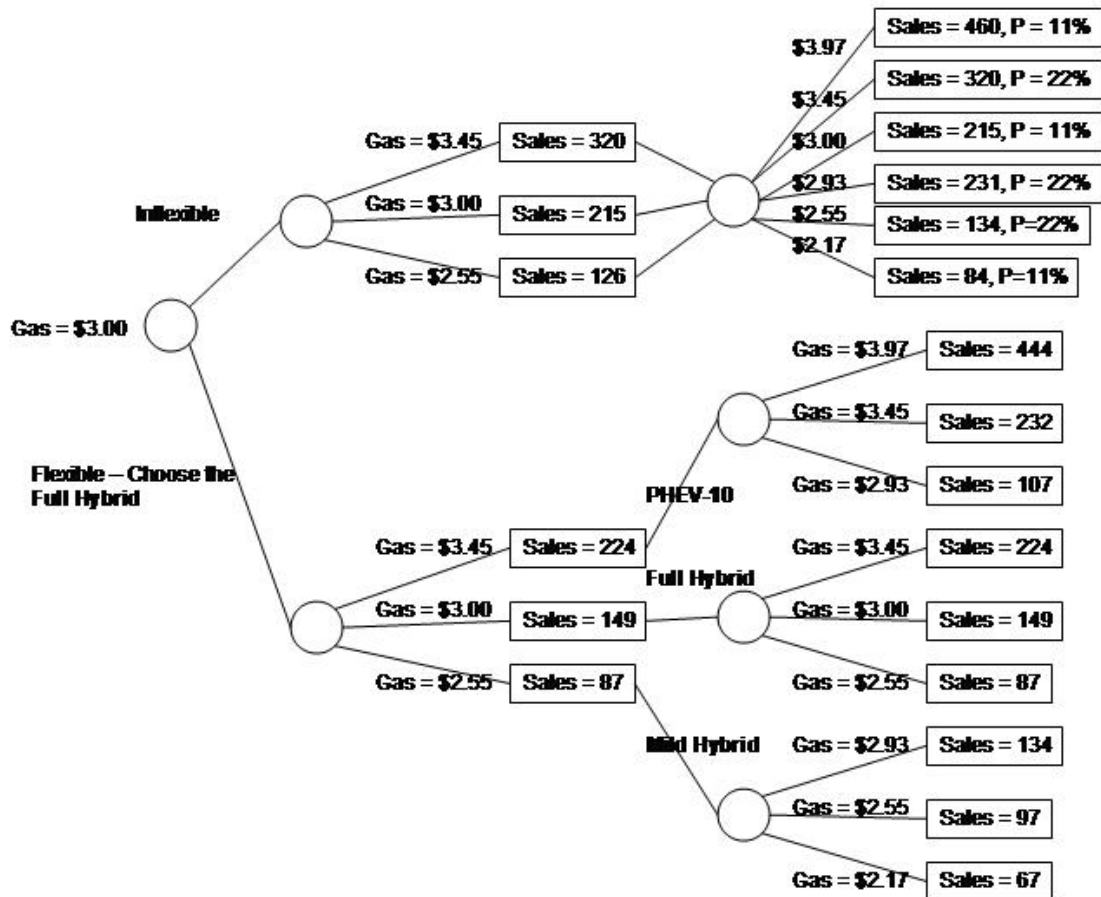 $3.97
Sales = 460, P = 11%
$3.45
Sales = 320, P = 22%
Gas = $3.45
Sales = 320
$3.00
Sales = 215, P = 11%
Inflexible
Gas = $3.00
Sales = 215
$2.93
Sales = 231, P = 22%
$2.55
Sales = 134, P=22%
Gas = $2.55
Sales = 126
$2.17
Sales = 84, P=11%
Gas = $3.00
Gas = $3.97
Sales = 444
Gas = $3.45
Sales = 232
Flexible – Choose the
Full Hybrid
PHEV-10
Gas = $2.93
Sales = 107
Gas = $3.45
Sales = 224
Gas = $3.45
Sales = 224
Full Hybrid
Gas = $3.00
Sales = 149
Gas = $3.00
Sales = 149
Gas = $2.55
Sales = 87
Gas = $2.55
Sales = 87
Mild Hybrid
Gas = $2.93
Sales = 134
Gas = $2.55
Sales = 97
Gas = $2.17
Sales = 67